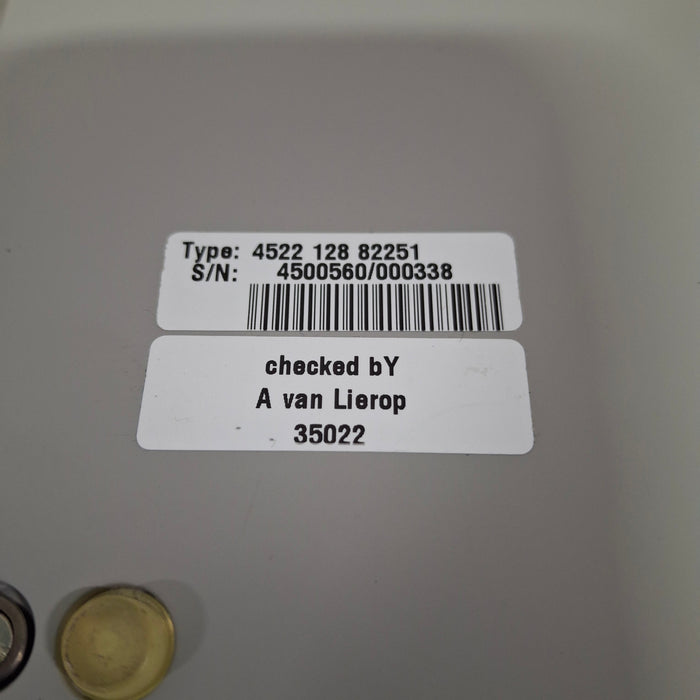 Type: 4522 128 82251
S/N: 4500560/000338
checked bY
A van Lierop
35022